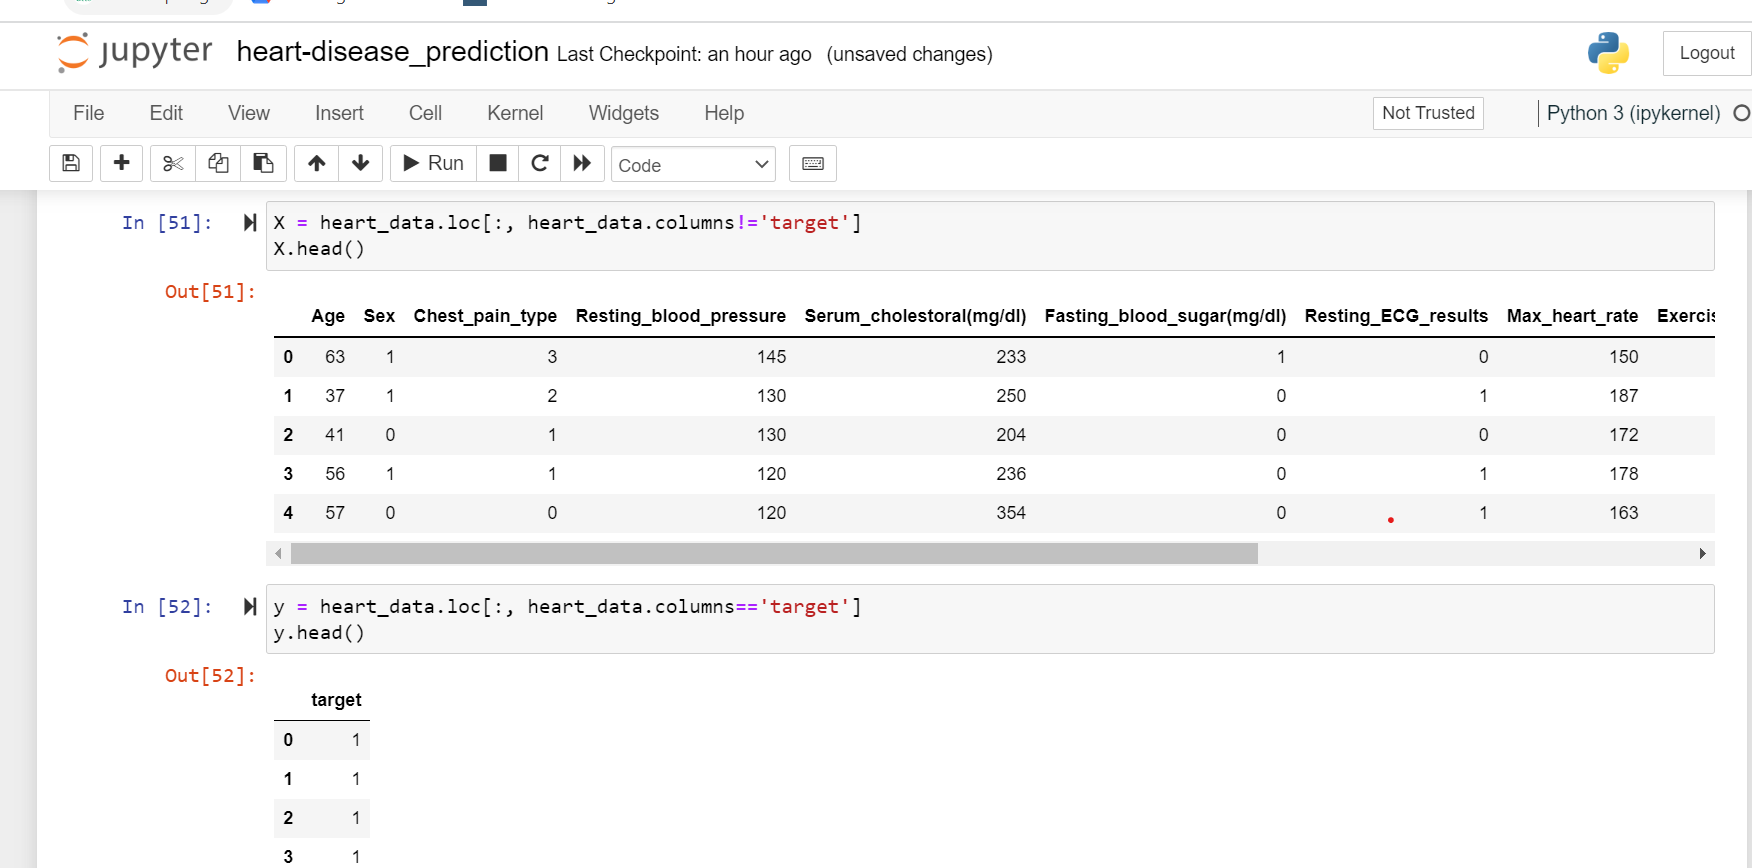 jupyter heart-disease_prediction Last Checkpoint: an hour ago (unsaved changes) Logout
File Edit View Insert Cell Kernel Widgets Help Not Trusted Python 3 (ipykernel)
Run Code
In [51]: X = heart_data.loc[:, heart_data.columns!='target']
X.head()
Out[51]:
Age Sex Chest_pain_type Resting_blood_pressure Serum_cholestoral(mg/dl) Fasting_blood_sugar(mg/dl) Resting_ECG_results Max_heart_rate Exercis
0 63 1 3 145 233 1 0 150
1 37 1 2 130 250 0 1 187
2 41 0 1 130 204 0 0 172
3 56 1 1 120 236 0 1 178
4 57 0 0 120 354 0 1 163
In [52]: y = heart_data.loc[:, heart_data.columns=='target']
y.head()
Out[52]:
target
0 1
1 1
2 1
3 1